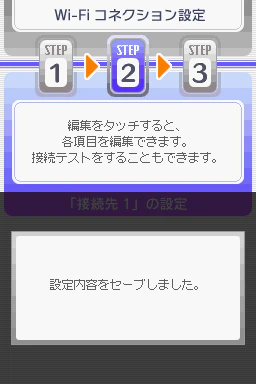 Wi-Fi コネクション設定
STEP 1 STEP 2 STEP 3
編集をタッチすると、
各項目を編集できます。
接続テストをすることもできます。
「接続先 1」の設定
設定内容をセーブしました。